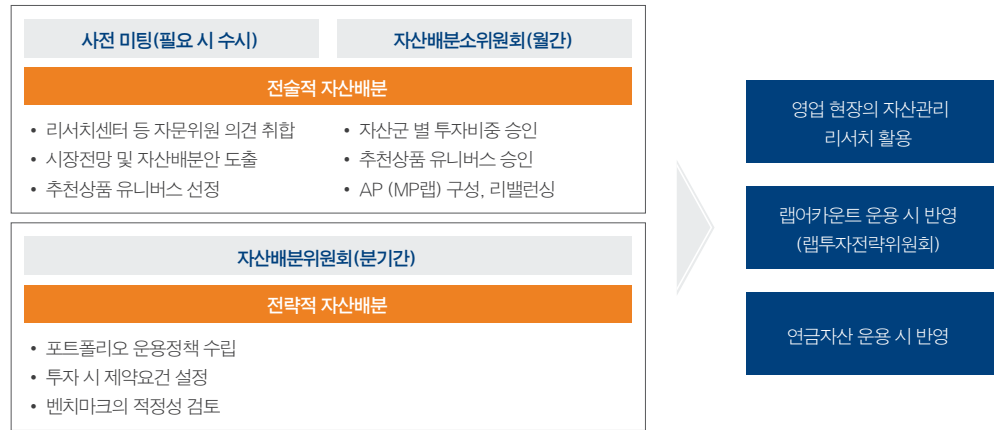 사전 미팅(필요 시 수시)
자산배분소위원회(월간)
전술적 자산배분
• 리서치센터 등 자문위원 의견 취합
• 시장전망 및 자산배분안 도출
• 추천상품 유니버스 선정
• 자산군 별 투자비중 승인
• 추천상품 유니버스 승인
• AP (MP랩) 구성, 리밸런싱
자산배분위원회(분기간)
전략적 자산배분
• 포트폴리오 운용정책 수립
• 투자 시 제약요건 설정
• 벤치마크의 적정성 검토
영업 현장의 자산관리
리서치 활용
랩어카운트 운용 시 반영
(랩투자전략위원회)
연금자산 운용 시 반영